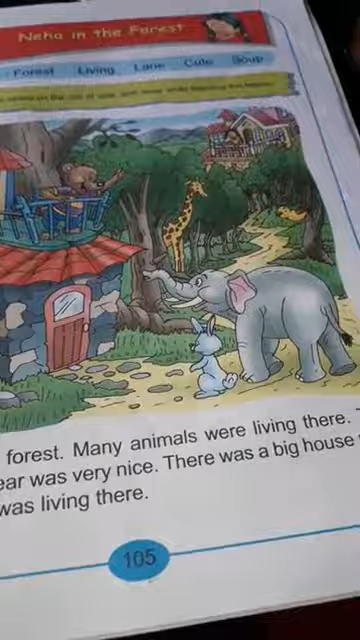 Neha in the Forest
Forest Living Lane Cute Soup
forest. Many animals were living there.
ear was very nice. There was a big house
was living there.
105